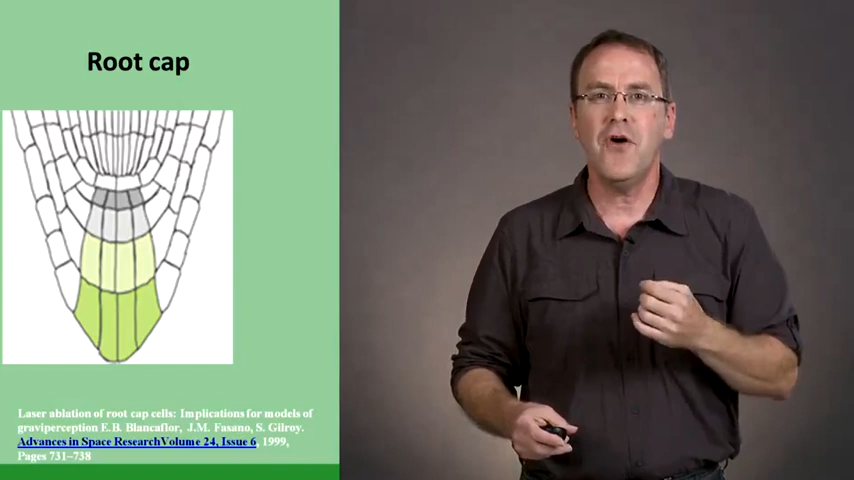 Root cap
Laser ablation of root cap cells: Implications for models of
graviperception E.B. Blancaflor, J.M. Fasano, S. Gilroy.
Advances in Space ResearchVolume 24, Issue 6, 1999,
Pages 731–738